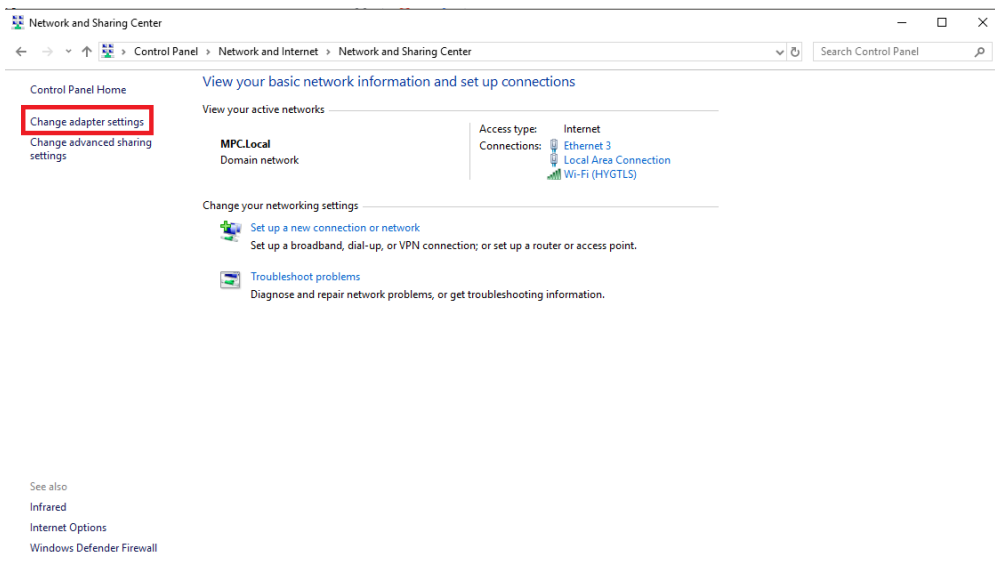 Network and Sharing Center
Control Panel > Network and Internet > Network and Sharing Center
Search Control Panel
Control Panel Home
Change adapter settings
Change advanced sharing
settings
View your basic network information and set up connections
View your active networks
MPC.Local
Domain network
Access type: Internet
Connections: Ethernet 3
Local Area Connection
Wi-Fi (HYGTLS)
Change your networking settings
Set up a new connection or network
Set up a broadband, dial-up, or VPN connection; or set up a router or access point.
Troubleshoot problems
Diagnose and repair network problems, or get troubleshooting information.
See also
Infrared
Internet Options
Windows Defender Firewall